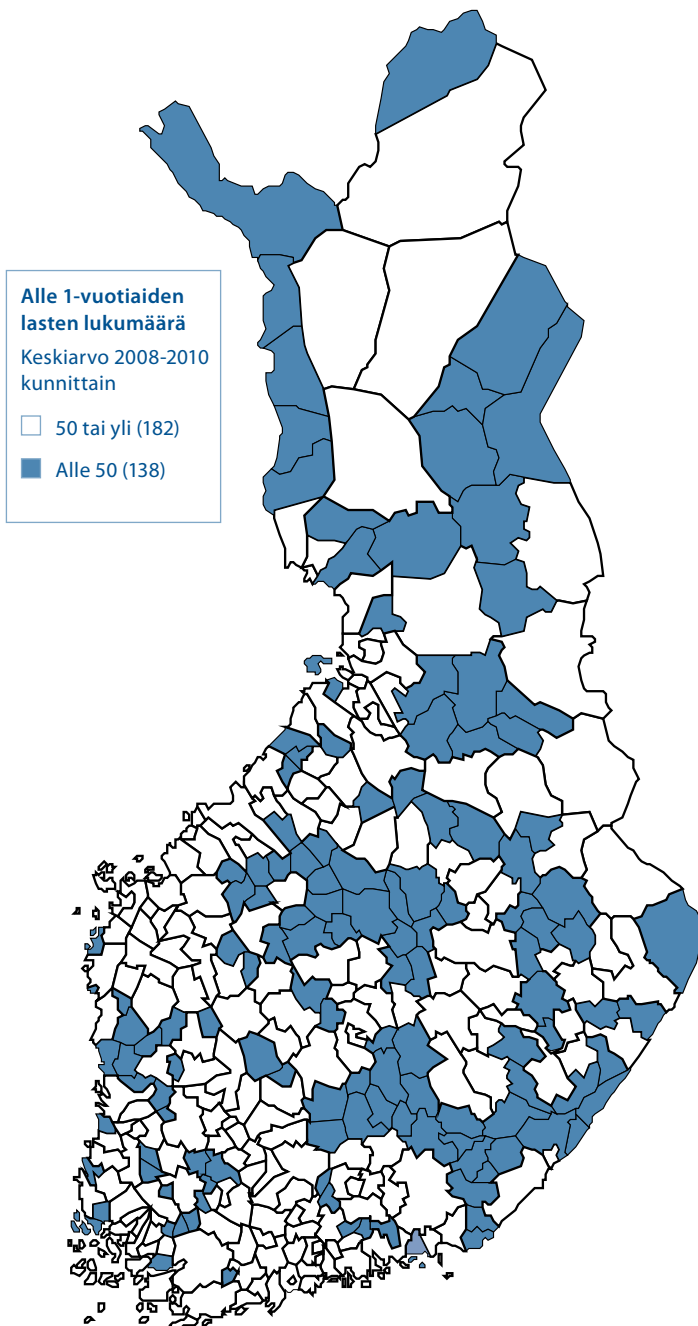 Alle 1-vuotiaiden
lasten lukumäärä
Keskiarvo 2008-2010
kunnittain
50 tai yli (182)
Alle 50 (138)